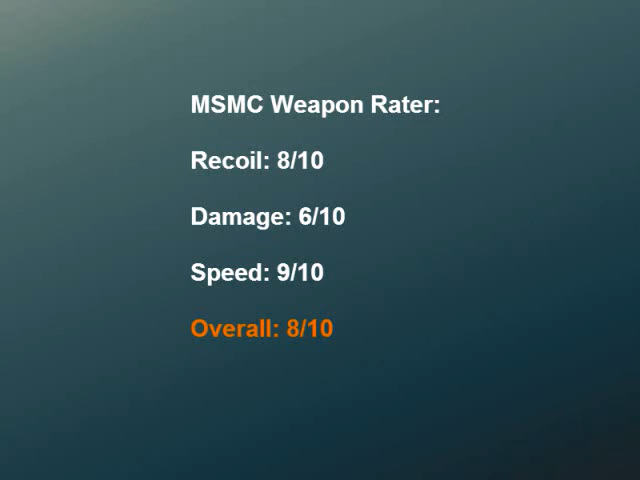 MSMC Weapon Rater:
Recoil: 8/10
Damage: 6/10
Speed: 9/10
Overall: 8/10